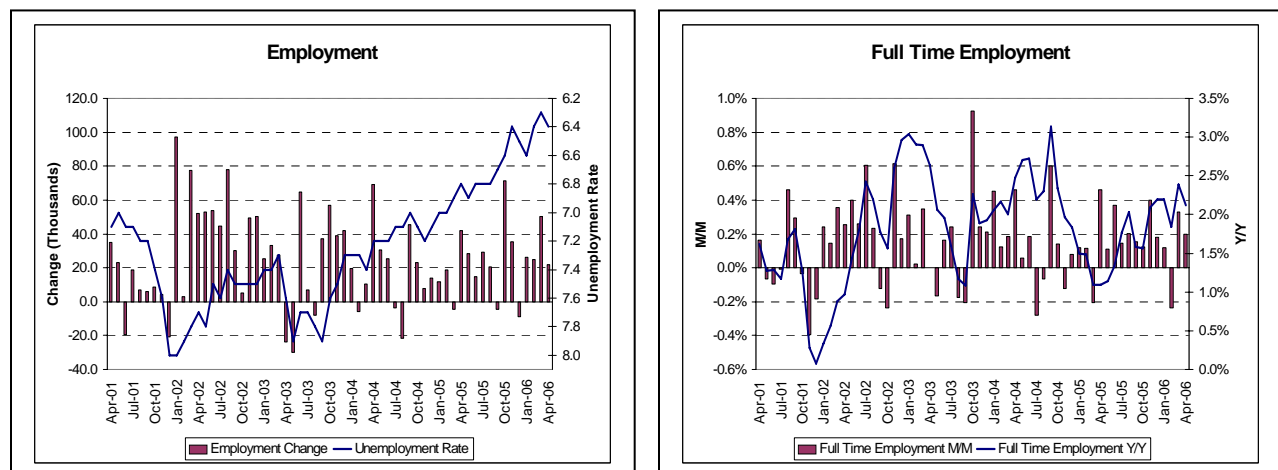 Employment
120.0
100.0
80.0
60.0
40.0
20.0
0.0
-20.0
-40.0
Change (Thousands)
6.2
6.4
6.6
6.8
7.0
7.2
7.4
7.6
7.8
8.0
Unemployment Rate
Apr-01
Jul-01
Oct-01
Jan-02
Apr-02
Jul-02
Oct-02
Jan-03
Apr-03
Jul-03
Oct-03
Jan-04
Apr-04
Jul-04
Oct-04
Jan-05
Apr-05
Jul-05
Oct-05
Jan-06
Apr-06
Employment Change
Unemployment Rate
Full Time Employment
1.0%
0.8%
0.6%
0.4%
0.2%
0.0%
-0.2%
-0.4%
-0.6%
M/M
3.5%
3.0%
2.5%
2.0%
1.5%
1.0%
0.5%
0.0%
Y/Y
Apr-01
Jul-01
Oct-01
Jan-02
Apr-02
Jul-02
Oct-02
Jan-03
Apr-03
Jul-03
Oct-03
Jan-04
Apr-04
Jul-04
Oct-04
Jan-05
Apr-05
Jul-05
Oct-05
Jan-06
Apr-06
Full Time Employment M/M
Full Time Employment Y/Y